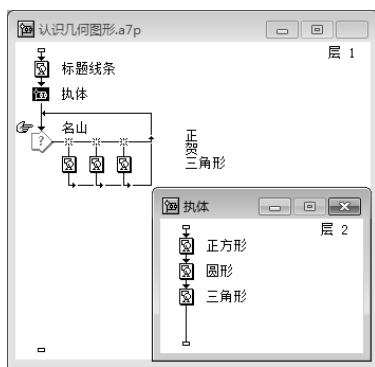 认识几何图形.a7p
层 1
标题线条
执体
名山
?
正
贺
三角形
执体
层 2
正方形
圆形
三角形